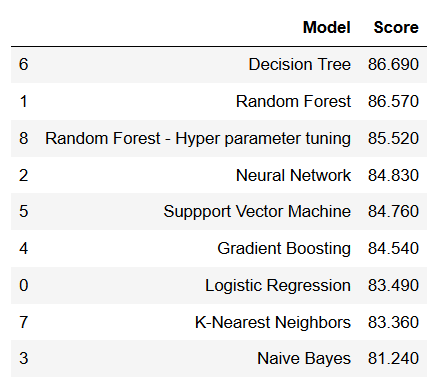 Model Score
6 Decision Tree 86.690
1 Random Forest 86.570
8 Random Forest - Hyper parameter tuning 85.520
2 Neural Network 84.830
5 Suppport Vector Machine 84.760
4 Gradient Boosting 84.540
0 Logistic Regression 83.490
7 K-Nearest Neighbors 83.360
3 Naive Bayes 81.240